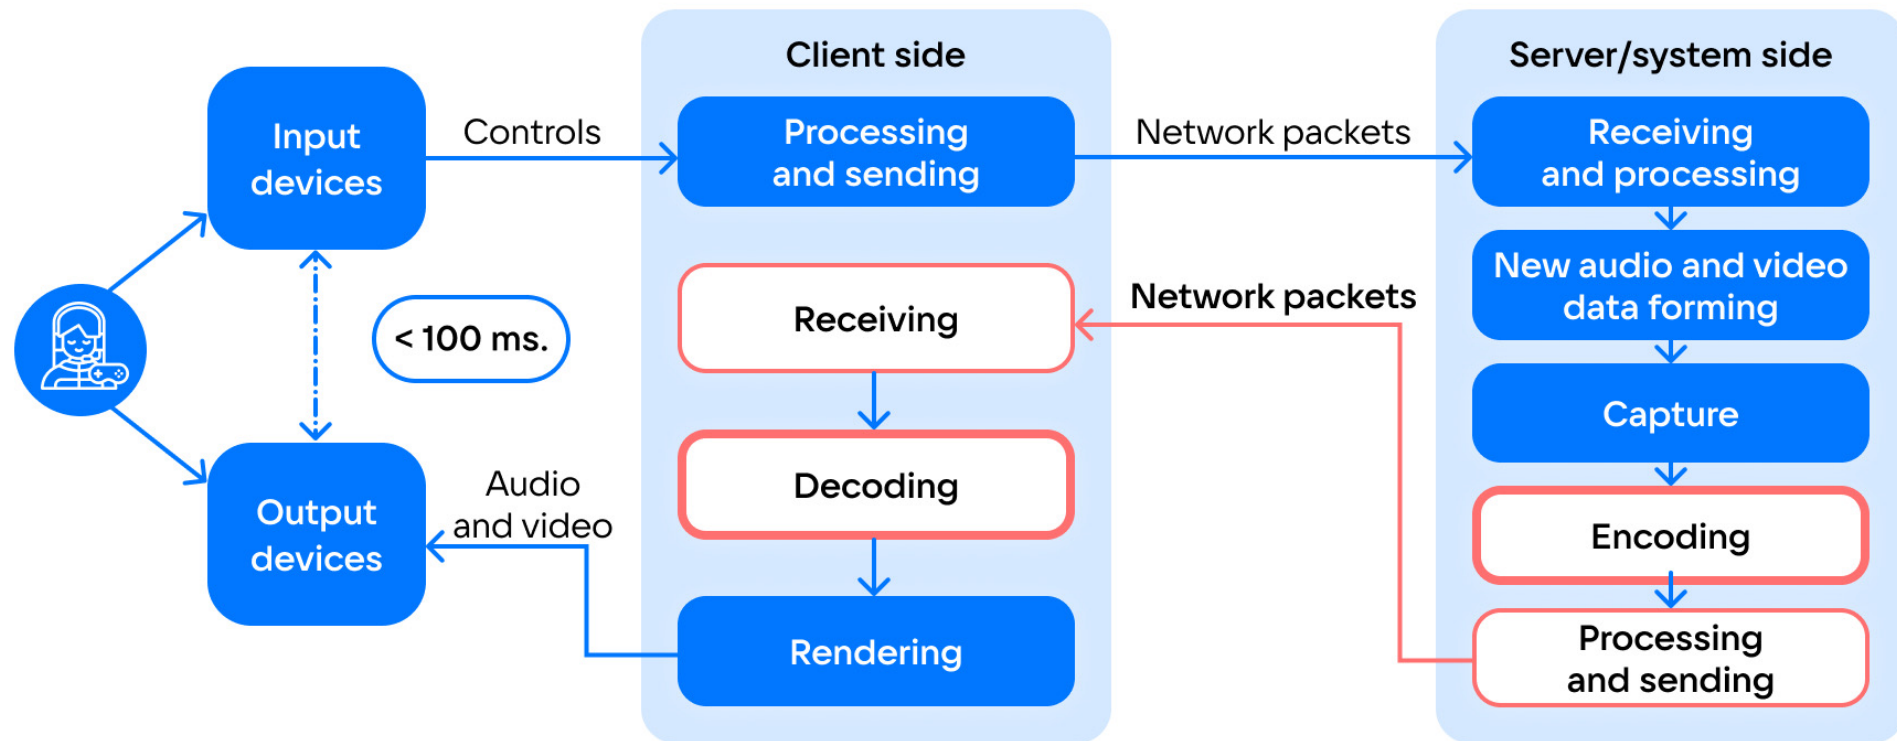 Client side
Server/system side
Input
devices
Controls
Processing
and sending
Network packets
Receiving
and processing
New audio and video
data forming
Network packets
Receiving
< 100 ms.
Capture
Decoding
Audio
and video
Output
devices
Encoding
Rendering
Processing
and sending